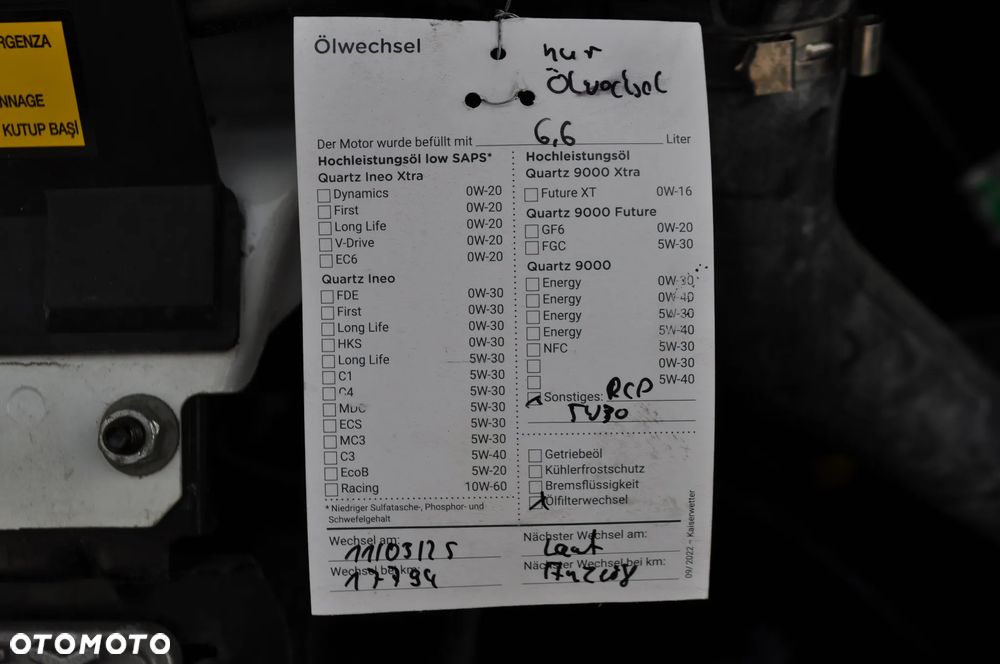 RGENZA
NNAGE
KUTUP BAŞI
Ölwechsel
nur
Ölwechsel
Der Motor wurde befüllt mit 6,6 Liter
Hochleistungsöl low SAPS*
Quartz Ineo Xtra
Dynamics 0W-20
First 0W-20
Long Life 0W-20
V-Drive 0W-20
EC6 0W-20
Quartz Ineo
FDE 0W-30
First 0W-30
Long Life 0W-30
HKS 0W-30
Long Life 5W-30
C1 5W-30
C4 5W-30
MDC 5W-30
ECS 5W-30
MC3 5W-30
C3 5W-40
EcoB 5W-20
Racing 10W-60
* Niedriger Sulfatasche-, Phosphor- und
Schwefelgehalt
Hochleistungsöl
Quartz 9000 Xtra
Future XT 0W-16
Quartz 9000 Future
GF6 0W-20
FGC 5W-30
Quartz 9000
Energy 0W-30
Energy 0W-40
Energy 5W-30
Energy 5W-40
NFC 5W-30
0W-30
5W-40
Sonstiges:
5W30
Getriebeöl
Kühlerfrostschutz
Bremsflüssigkeit
Ölfilterwechsel
Wechsel am: 11/03/25
Wechsel bei km: 17794
Nächster Wechsel am: Laut
Nächster Wechsel bei km: Anzeige
09/2022 – Kaiserwetter
OTOMOTO